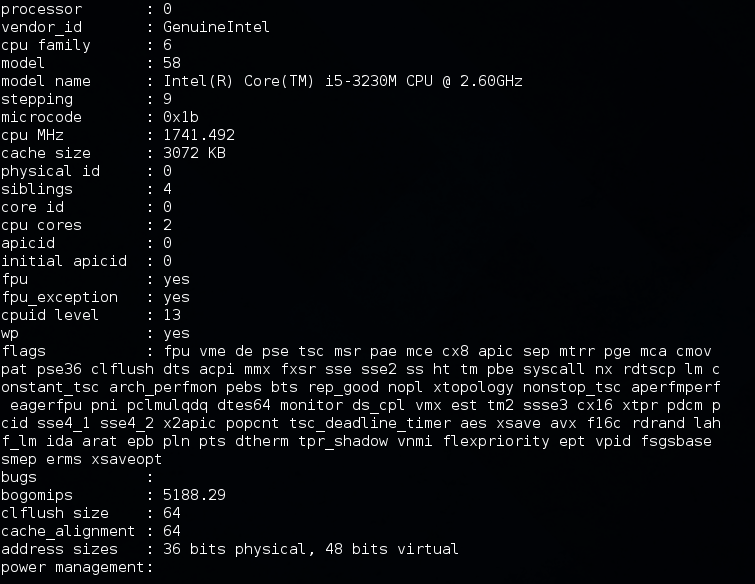 processor : 0
vendor_id : GenuineIntel
cpu family : 6
model : 58
model name : Intel(R) Core(TM) i5-3230M CPU @ 2.60GHz
stepping : 9
microcode : 0x1b
cpu MHz : 1741.492
cache size : 3072 KB
physical id : 0
siblings : 4
core id : 0
cpu cores : 2
apicid : 0
initial apicid : 0
fpu : yes
fpu_exception : yes
cpuid level : 13
wp : yes
flags : fpu vme de pse tsc msr pae mce cx8 apic sep mtrr pge mca cmov
pat pse36 clflush dts acpi mmx fxsr sse sse2 ss ht tm pbe syscall nx rdtscp lm c
onstant_tsc arch_perfmon pebs bts rep_good nopl xtopology nonstop_tsc aperfmperf
eagerfpu pni pclmulqdq dtes64 monitor ds_cpl vmx est tm2 ssse3 cx16 xtpr pdcm p
cid sse4_1 sse4_2 x2apic popcnt tsc_deadline_timer aes xsave avx f16c rdrand lah
f_lm ida arat epb pln pts dtherm tpr_shadow vnmi flexpriority ept vpid fsgsbase
smep erms xsaveopt
bugs :
bogomips : 5188.29
clflush size : 64
cache_alignment : 64
address sizes : 36 bits physical, 48 bits virtual
power management: